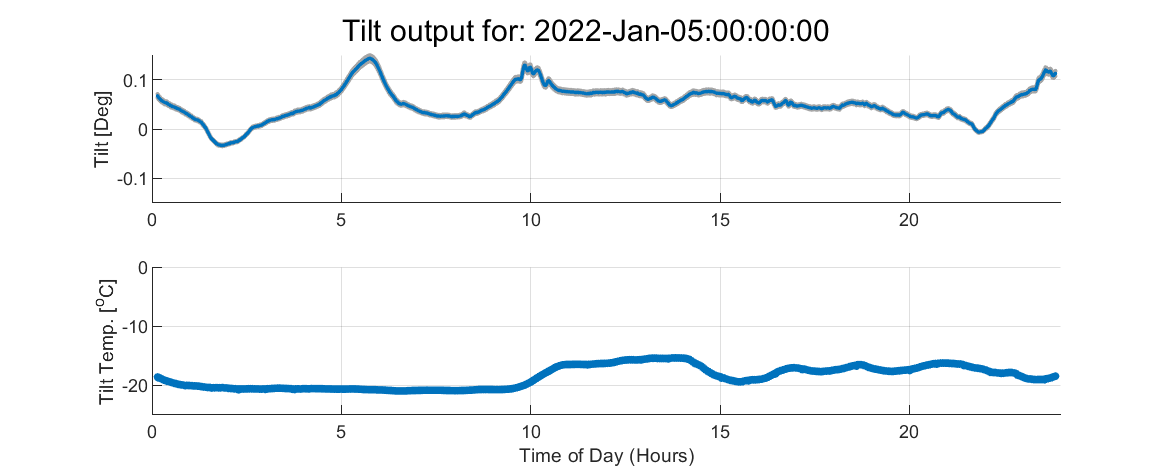 Tilt output for: 2022-Jan-05:00:00:00
Tilt [Deg]
0.1
0
-0.1
0 5 10 15 20
Tilt Temp. [°C]
0
-10
-20
0 5 10 15 20
Time of Day (Hours)